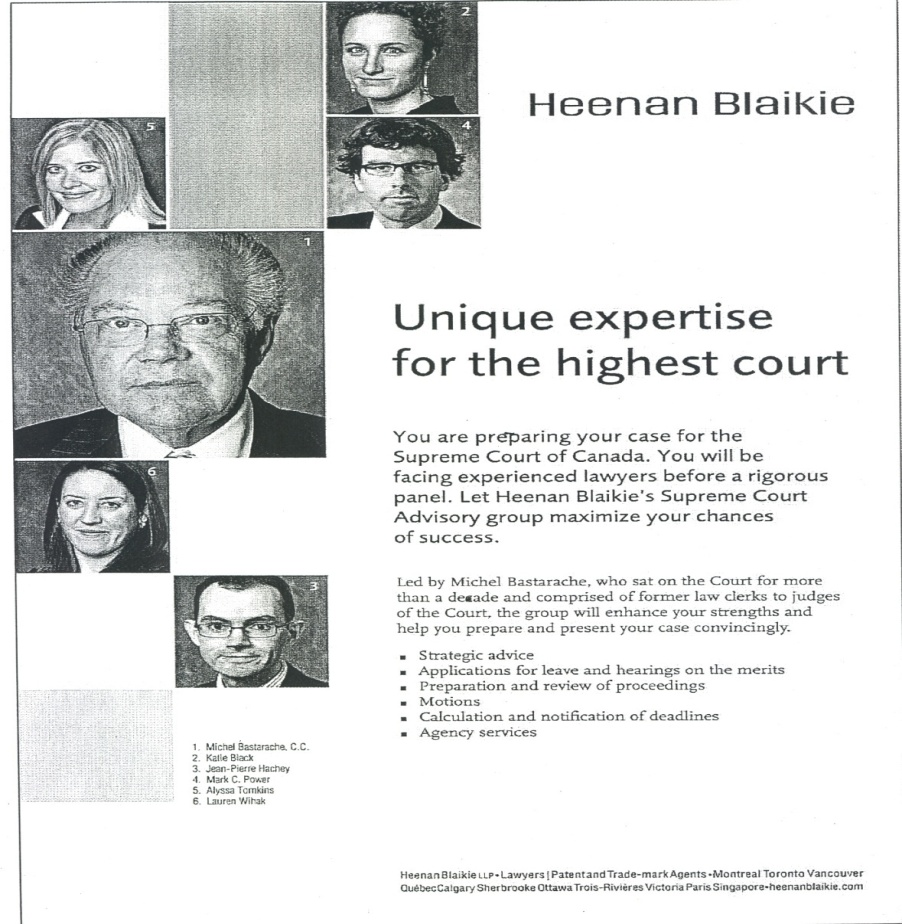 2
Heenan Blaikie
5
4
1
Unique expertise
for the highest court
You are preparing your case for the
Supreme Court of Canada. You will be
facing experienced lawyers before a rigorous
panel. Let Heenan Blaikie's Supreme Court
Advisory group maximize your chances
of success.
6
3
Led by Michel Bastarache, who sat on the Court for more
than a decade and comprised of former law clerks to judges
of the Court, the group will enhance your strengths and
help you prepare and present your case convincingly.
▪ Strategic advice
▪ Applications for leave and hearings on the merits
▪ Preparation and review of proceedings
▪ Motions
▪ Calculation and notification of deadlines
▪ Agency services
1. Michel Bastarache, C.C.
2. Katie Black
3. Jean-Pierre Hachey
4. Mark C. Power
5. Alyssa Tomkins
6. Lauren Wihak
Heenan Blaikie LLP • Lawyers | Patent and Trade-mark Agents • Montreal Toronto Vancouver
Québec Calgary Sherbrooke Ottawa Trois-Rivières Victoria Paris Singapore • heenanblaikie.com